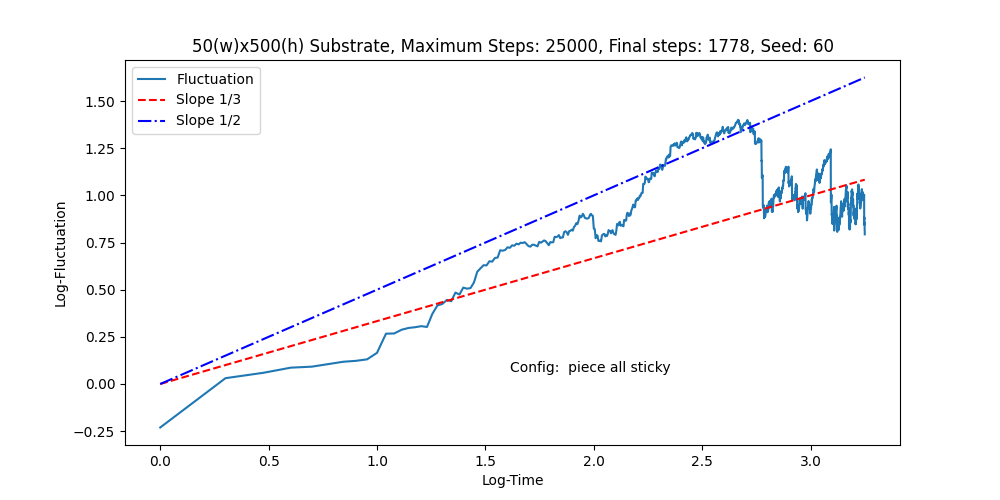 50(w)x500(h) Substrate, Maximum Steps: 25000, Final steps: 1778, Seed: 60
Fluctuation
Slope 1/3
Slope 1/2
1.50
1.25
1.00
0.75
0.50
0.25
0.00
−0.25
Log-Fluctuation
Config:  piece all sticky
0.0 0.5 1.0 1.5 2.0 2.5 3.0
Log-Time